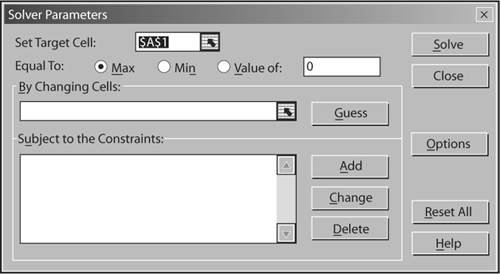 Solver Parameters
Set Target Cell: $A$1 Solve
Equal To: Max Min Value of: 0 Close
By Changing Cells:
Guess
Subject to the Constraints: Options
Add
Change
Reset All
Delete
Help